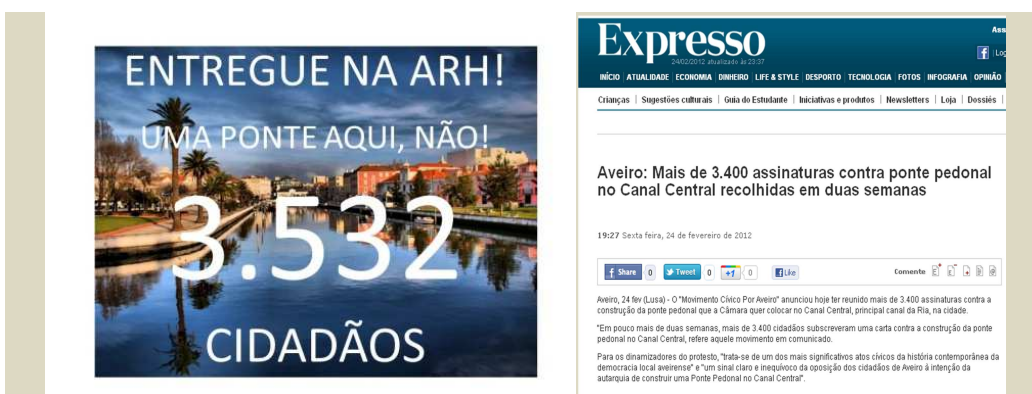 ENTREGUE NA ARH!
UMA PONTE AQUI, NÃO!
3.532
CIDADÃOS
Expresso
24/02/2012 atualizado às 23:37
INÍCIO | ATUALIDADE | ECONOMIA | DINHEIRO | LIFE & STYLE | DESPORTO | TECNOLOGIA | FOTOS | INFOGRAFIA | OPINIÃO
Crianças | Sugestões culturais | Guia do Estudante | Iniciativas e produtos | Newsletters | Loja | Dossiês |
Aveiro: Mais de 3.400 assinaturas contra ponte pedonal
no Canal Central recolhidas em duas semanas
19:27 Sexta feira, 24 de fevereiro de 2012
Share 0 Tweet 0 +1 0 Like Comente
Aveiro, 24 fev (Lusa) - O "Movimento Cívico Por Aveiro" anunciou hoje ter reunido mais de 3.400 assinaturas contra a
construção da ponte pedonal que a Câmara quer colocar no Canal Central, principal canal da Ria, na cidade.
"Em pouco mais de duas semanas, mais de 3.400 cidadãos subscreveram uma carta contra a construção da ponte
pedonal no Canal Central, refere aquele movimento em comunicado.
Para os dinamizadores do protesto, "trata-se de um dos mais significativos atos cívicos da história contemporânea da
democracia local aveirense" e "um sinal claro e inequívoco da oposição dos cidadãos de Aveiro à intenção da
autarquia de construir uma Ponte Pedonal no Canal Central".